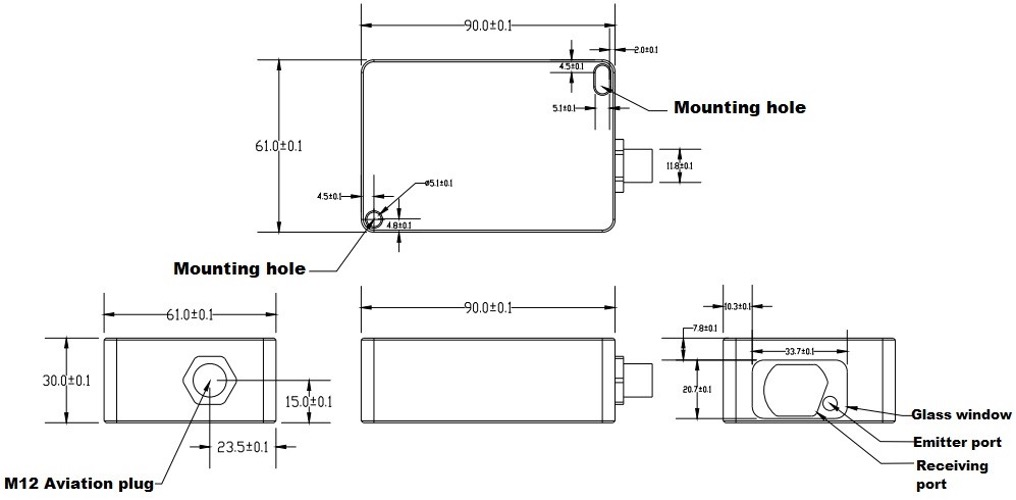 90.0±0.1
2.0±0.1
4.5±0.1
Mounting hole
5.1±0.1
61.0±0.1
11.8±0.1
4.5±0.1
ø5.1±0.1
4.8±0.1
Mounting hole
61.0±0.1
90.0±0.1
10.3±0.1
7.8±0.1
33.7±0.1
30.0±0.1
20.7±0.1
15.0±0.1
Glass window
23.5±0.1
Emitter port
Receiving
port
M12 Aviation plug